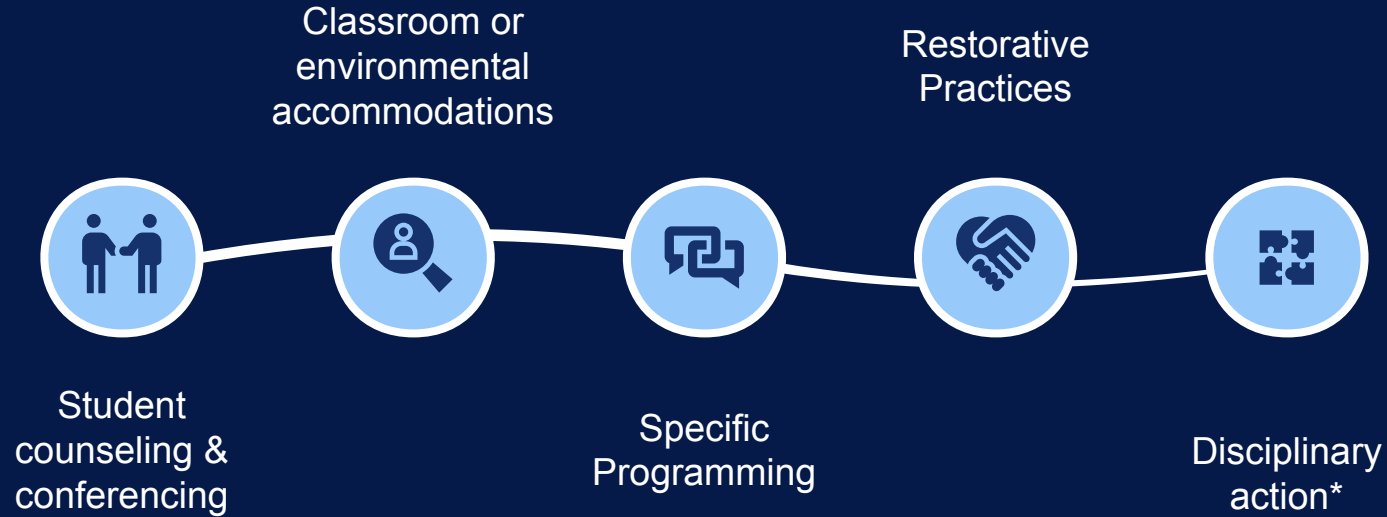 Classroom or
environmental
accommodations
Restorative
Practices
Student
counseling &
conferencing
Specific
Programming
Disciplinary
action*